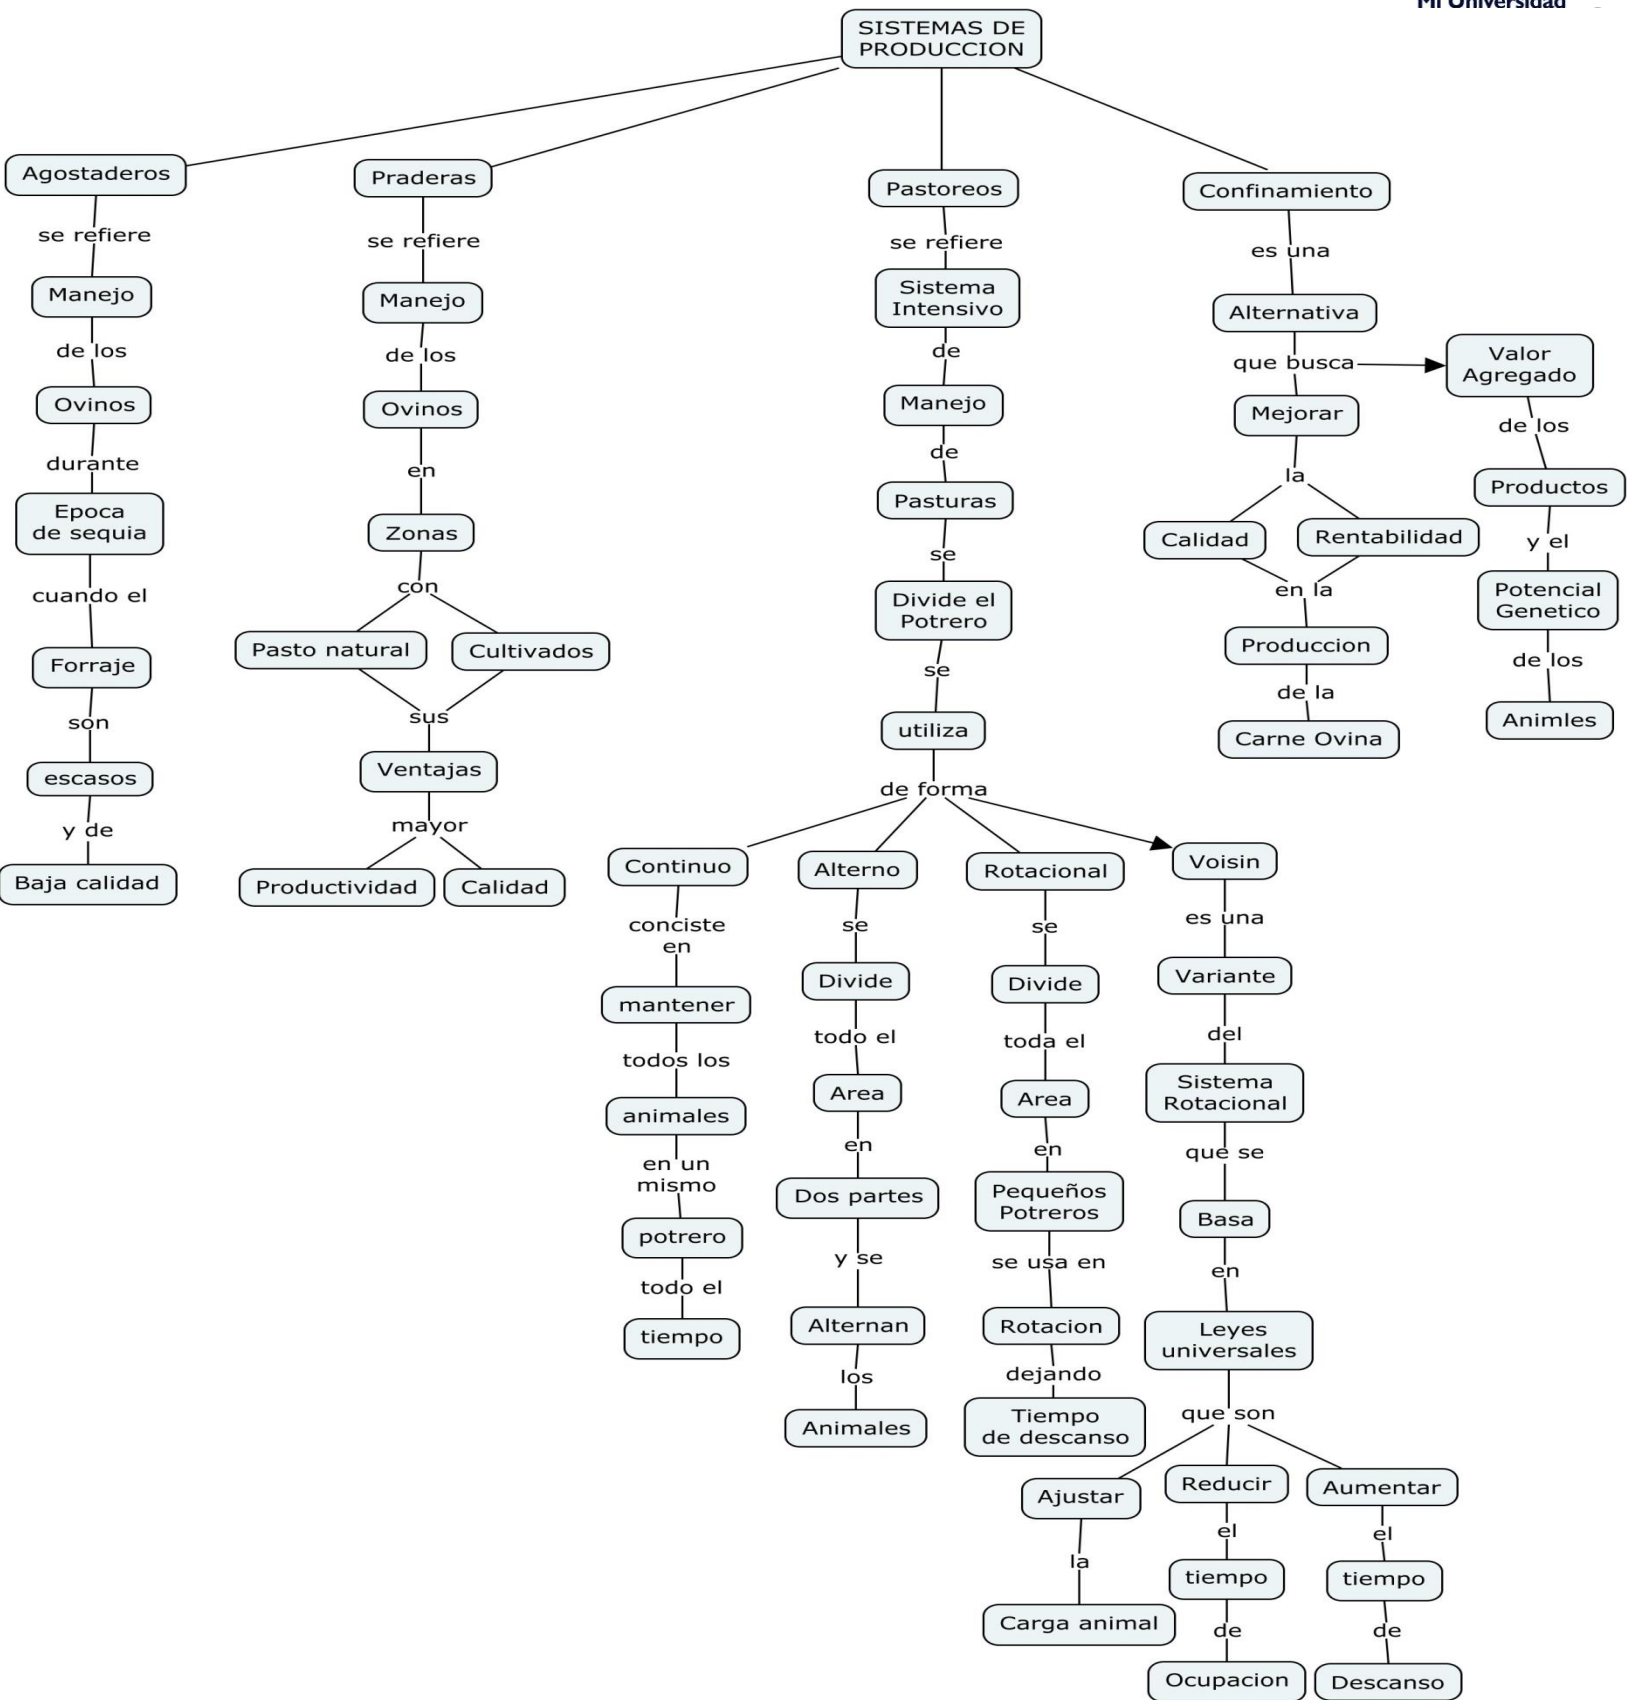 Mi Universidad
SISTEMAS DE
PRODUCCION
Agostaderos
se refiere
Manejo
de los
Ovinos
durante
Epoca
de sequia
cuando el
Forraje
son
escasos
y de
Baja calidad
Praderas
se refiere
Manejo
de los
Ovinos
en
Zonas
con
Pasto natural
Cultivados
sus
Ventajas
mayor
Productividad
Calidad
Pastoreos
se refiere
Sistema
Intensivo
de
Manejo
de
Pasturas
se
Divide el
Potrero
se
utiliza
de forma
Continuo
conciste
en
mantener
todos los
animales
en un
mismo
potrero
todo el
tiempo
Alterno
se
Divide
todo el
Area
en
Dos partes
y se
Alternan
los
Animales
Rotacional
se
Divide
toda el
Area
en
Pequeños
Potreros
se usa en
Rotacion
dejando
Tiempo
de descanso
Voisin
es una
Variante
del
Sistema
Rotacional
que se
Basa
en
Leyes
universales
que son
Ajustar
la
Carga animal
Reducir
el
tiempo
de
Ocupacion
Aumentar
el
tiempo
de
Descanso
Confinamiento
es una
Alternativa
que busca
Mejorar
la
Calidad
Rentabilidad
en la
Produccion
de la
Carne Ovina
Valor
Agregado
de los
Productos
y el
Potencial
Genetico
de los
Animles